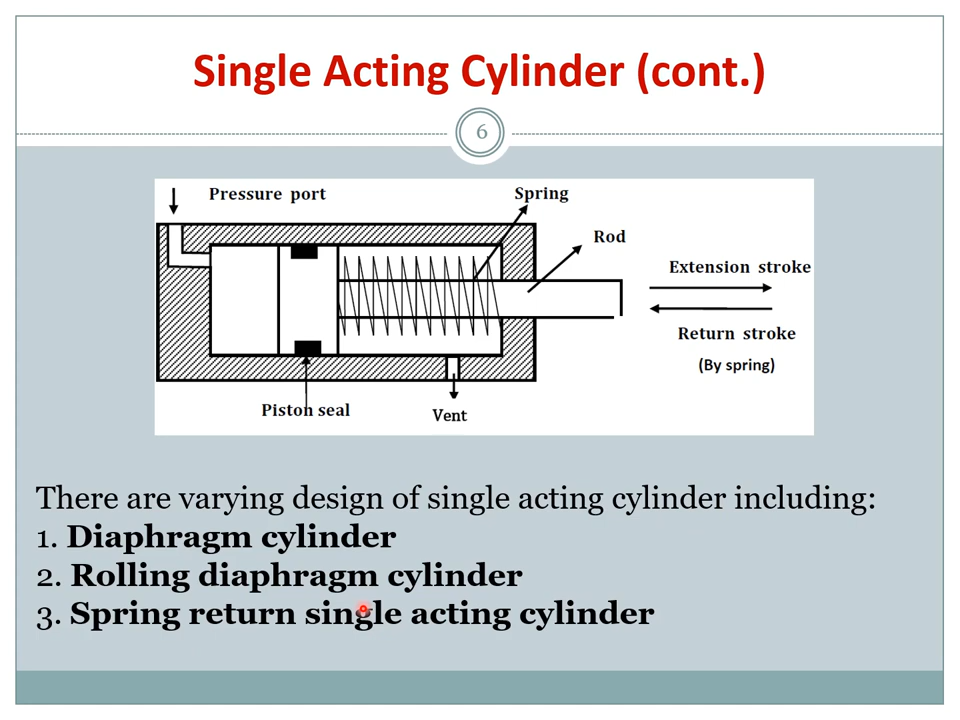 Single Acting Cylinder (cont.)
6
Pressure port
Spring
Rod
Extension stroke
Return stroke
(By spring)
Piston seal
Vent
There are varying design of single acting cylinder including:
1. Diaphragm cylinder
2. Rolling diaphragm cylinder
3. Spring return single acting cylinder